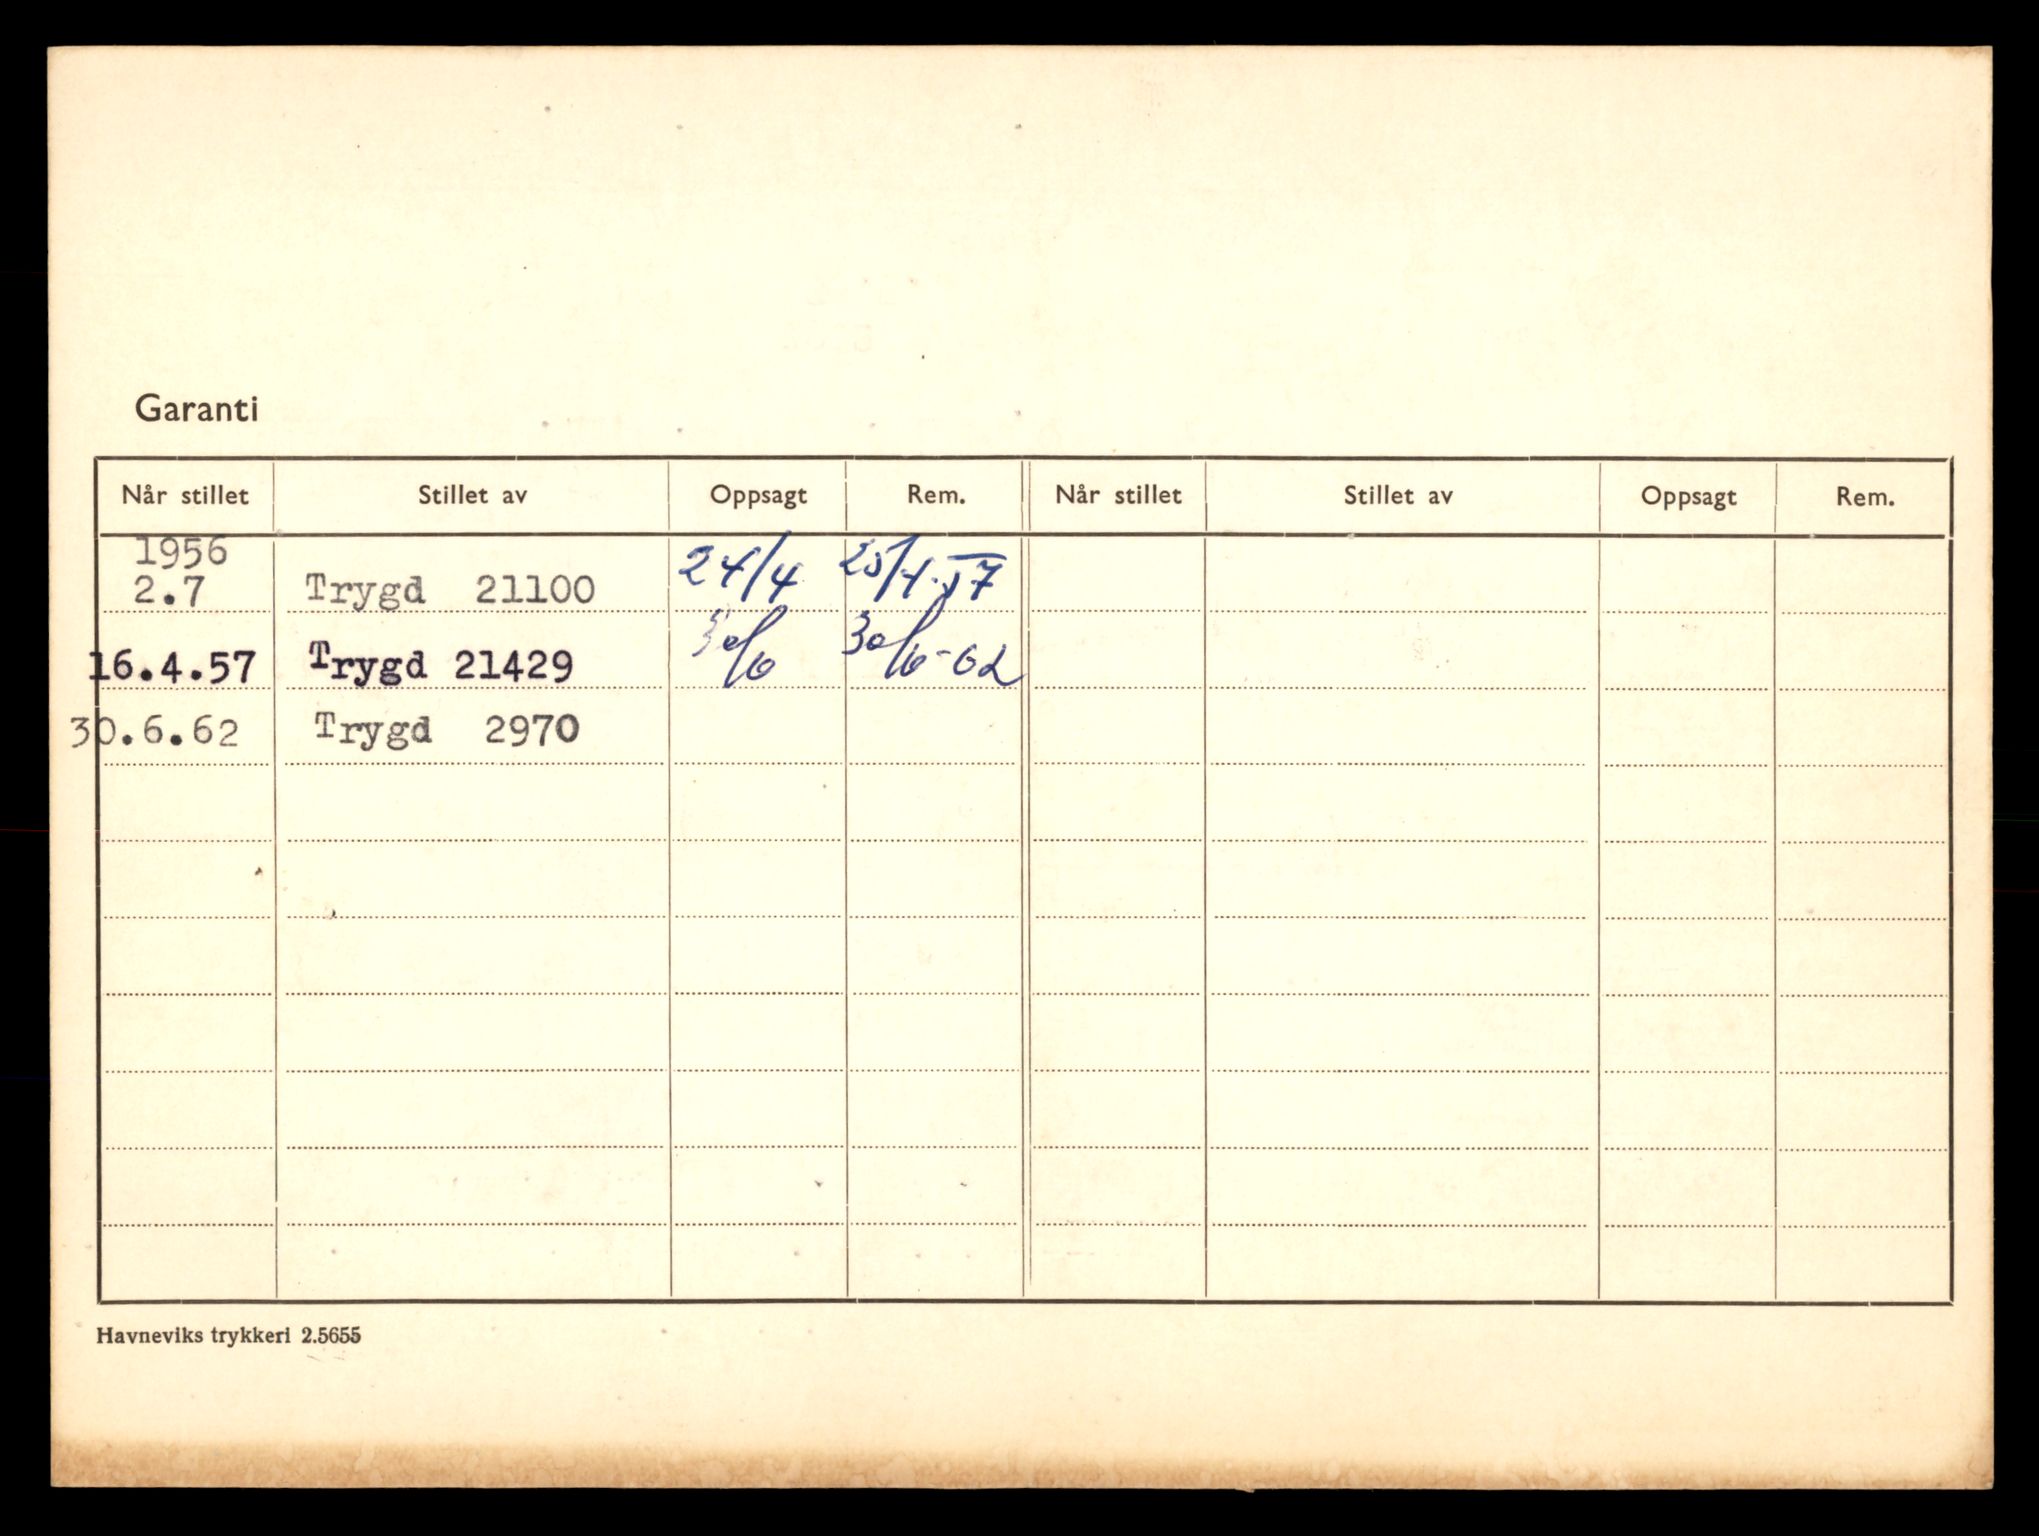 Garanti
Når stillet Stillet av Oppsagt Rem. Når stillet Stillet av Oppsagt Rem.
1956
2.7 Trygd 21100 24/4 25/4.57
16.4.57 Trygd 21429 30/6 30/6-62
30.6.62 Trygd 2970
Havneviks trykkeri 2.5655